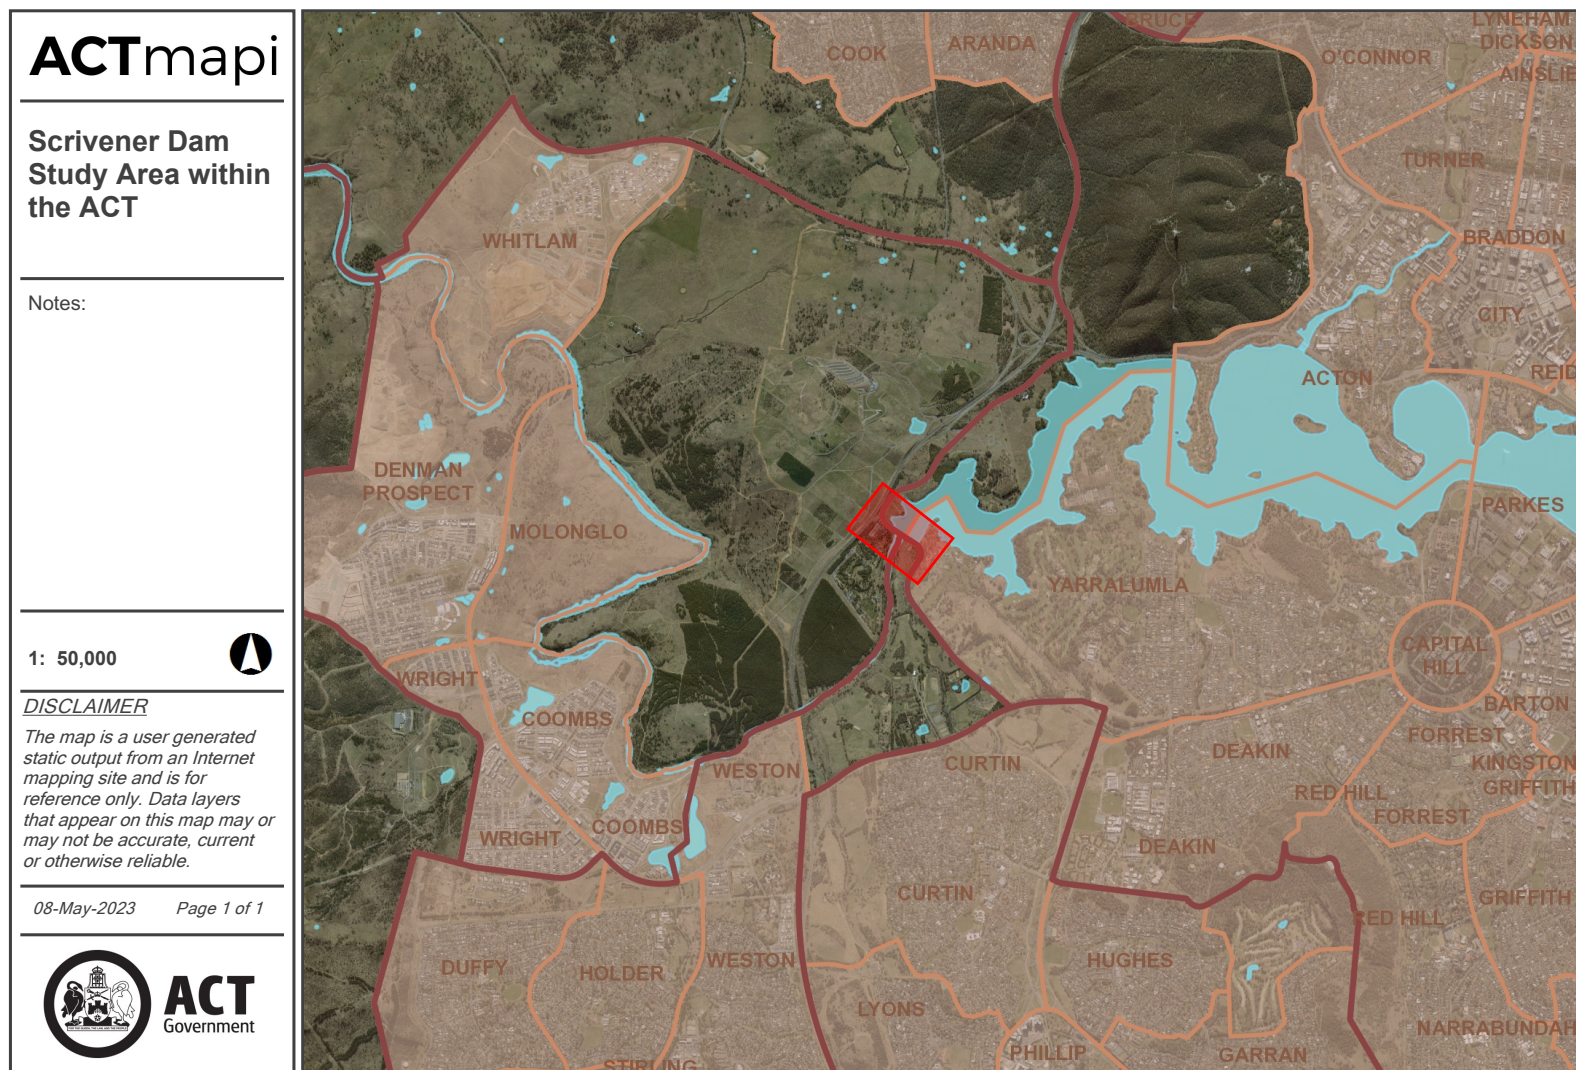 ACTmapi
Scrivener Dam
Study Area within
the ACT
Notes:
1: 50,000
DISCLAIMER
The map is a user generated
static output from an Internet
mapping site and is for
reference only. Data layers
that appear on this map may or
may not be accurate, current
or otherwise reliable.
08-May-2023 Page 1 of 1
ACT
Government
BRUCE
LYNEHAM
DICKSON
COOK
ARANDA
O'CONNOR
AINSLIE
TURNER
WHITLAM
BRADDON
CITY
ACTON
REID
DENMAN
PROSPECT
MOLONGLO
PARKES
YARRALUMLA
CAPITAL
HILL
WRIGHT
COOMBS
BARTON
FORREST
DEAKIN
CURTIN
WESTON
KINGSTON
GRIFFITH
RED HILL
FORREST
COOMBS
WRIGHT
DEAKIN
CURTIN
GRIFFITH
RED HILL
DUFFY
HOLDER
WESTON
HUGHES
LYONS
NARRABUNDAH
PHILLIP
GARRAN
STIRLING